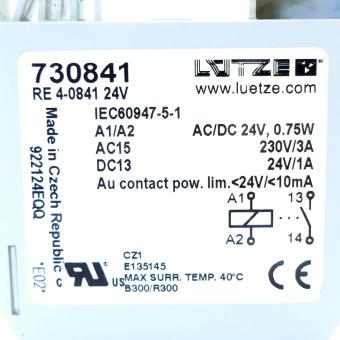 730841
LUTZE
RE 4-0841 24V
www.luetze.com
IEC60947-5-1
A1/A2 AC/DC 24V, 0.75W
AC15 230V/3A
DC13 24V/1A
Au contact pow. lim.<24V/<10mA
Made in Czech Republic
922124EQQ
"E02"
A1 13
A2 14
CZ1
E135145
US MAX SURR. TEMP. 40°C
B300/R300
CE